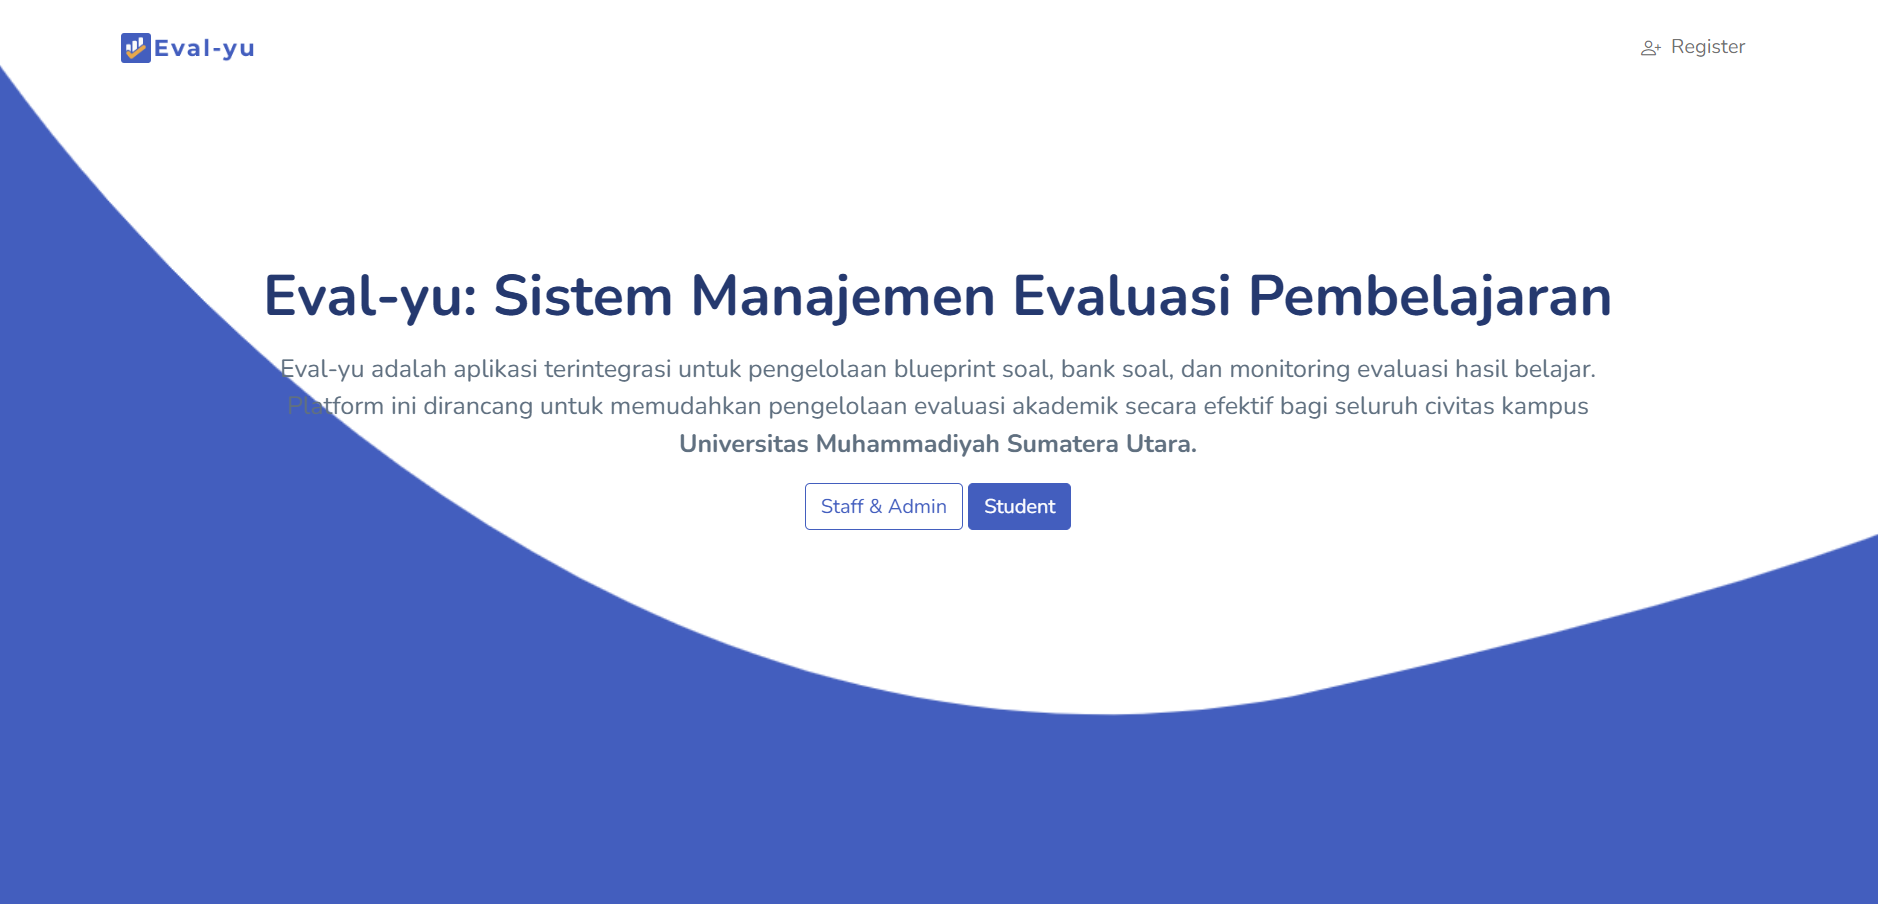 Eval-yu
Register
Eval-yu: Sistem Manajemen Evaluasi Pembelajaran
Eval-yu adalah aplikasi terintegrasi untuk pengelolaan blueprint soal, bank soal, dan monitoring evaluasi hasil belajar.
Platform ini dirancang untuk memudahkan pengelolaan evaluasi akademik secara efektif bagi seluruh civitas kampus
Universitas Muhammadiyah Sumatera Utara.
Staff & Admin
Student